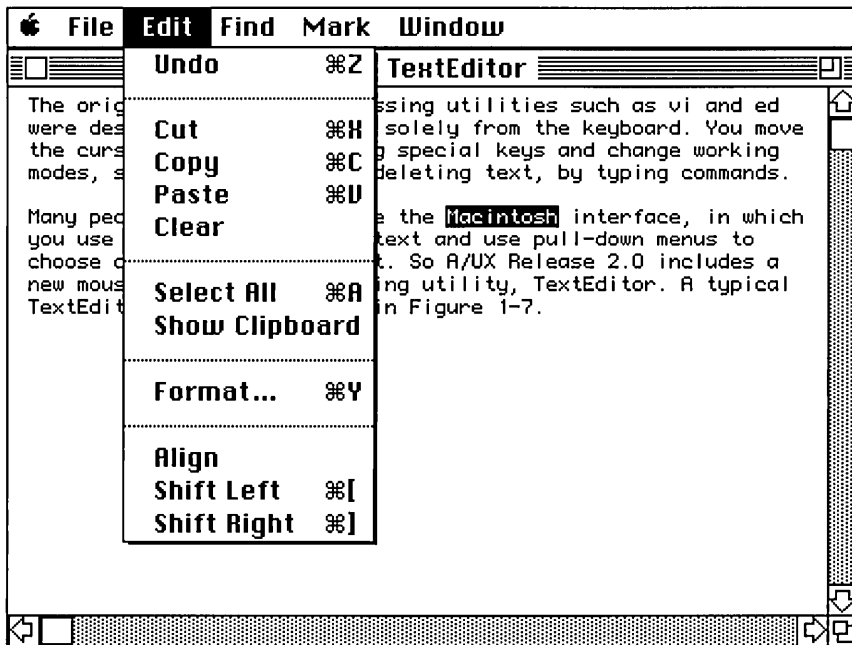 File Edit Find Mark Window
TextEditor
Undo ⌘Z
Cut ⌘X
Copy ⌘C
Paste ⌘V
Clear
Select All ⌘A
Show Clipboard
Format... ⌘Y
Align
Shift Left ⌘[
Shift Right ⌘]
The orig ssing utilities such as vi and ed
were des solely from the keyboard. You move
the curs g special keys and change working
modes, s deleting text, by typing commands.
Many peo e the Macintosh interface, in which
you use text and use pull-down menus to
choose c t. So A/UX Release 2.0 includes a
new mous ing utility, TextEditor. A typical
TextEdit in Figure 1-7.